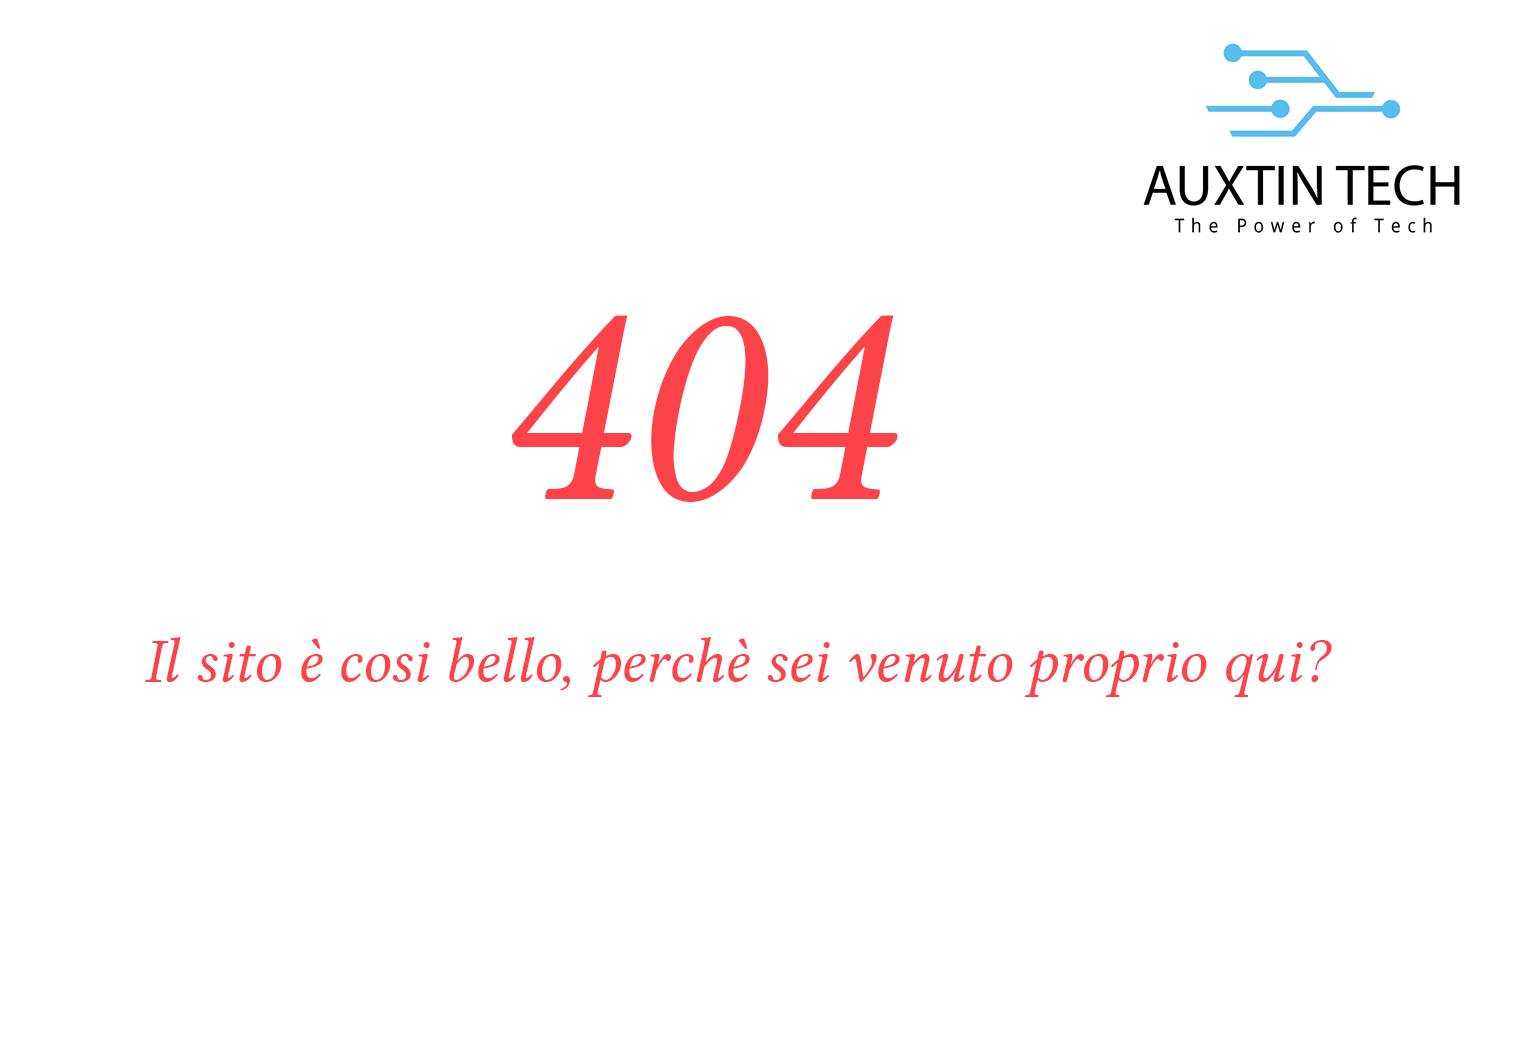 AUXTIN TECH
The Power of Tech
404
Il sito è cosi bello, perchè sei venuto proprio qui?